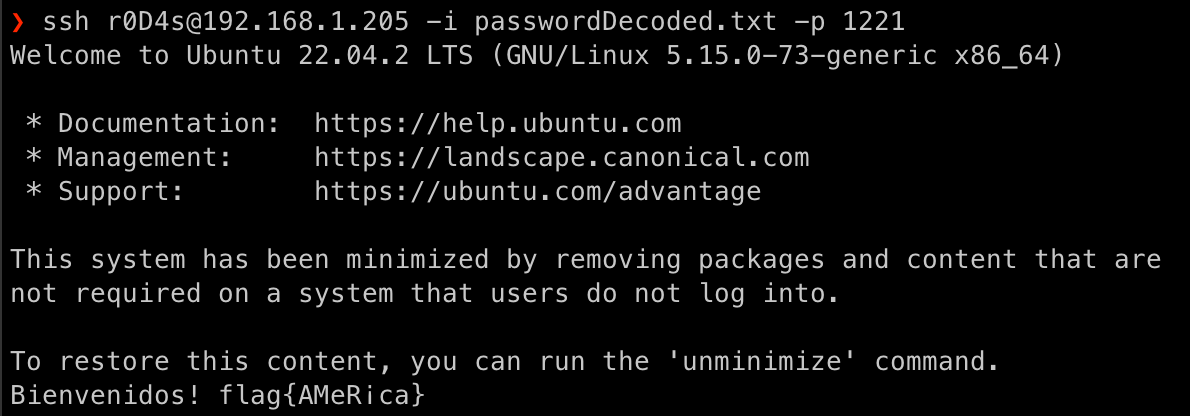 ❯ ssh r0D4s@192.168.1.205 -i passwordDecoded.txt -p 1221
Welcome to Ubuntu 22.04.2 LTS (GNU/Linux 5.15.0-73-generic x86_64)
* Documentation:  https://help.ubuntu.com
* Management:     https://landscape.canonical.com
* Support:        https://ubuntu.com/advantage
This system has been minimized by removing packages and content that are
not required on a system that users do not log into.
To restore this content, you can run the 'unminimize' command.
Bienvenidos! flag{AMeR¡ca}